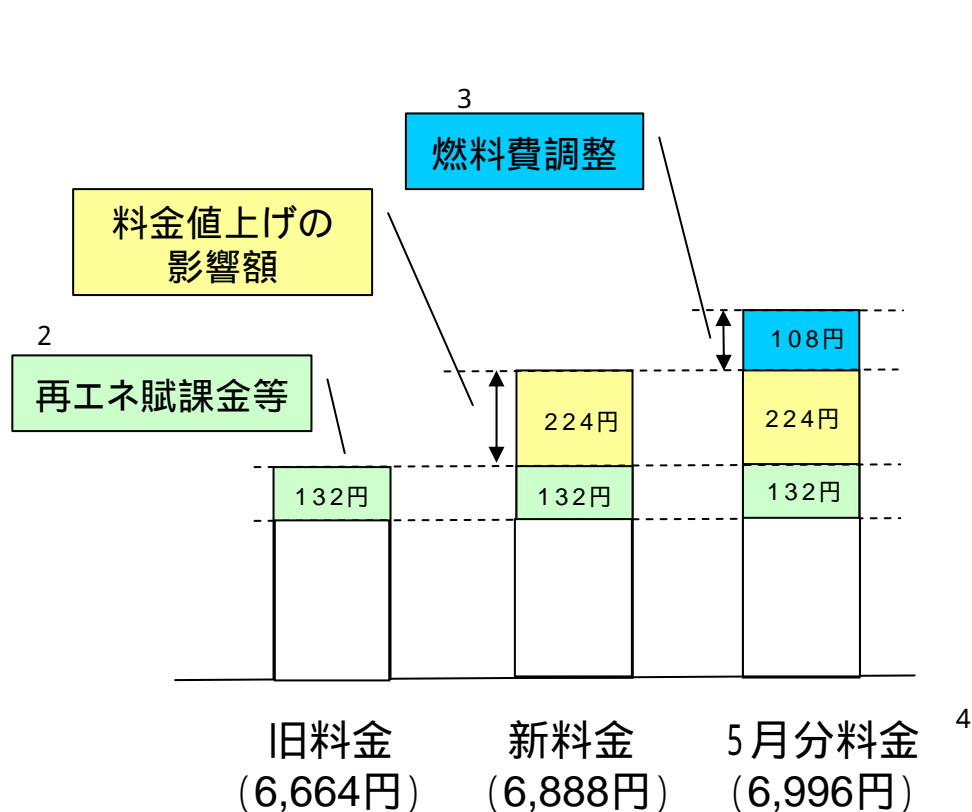 3
燃料費調整
料金値上げの
影響額
2
再エネ賦課金等
108円
224円
224円
132円
132円
132円
旧料金
(6,664円)
新料金
(6,888円)
5月分料金
(6,996円)
4